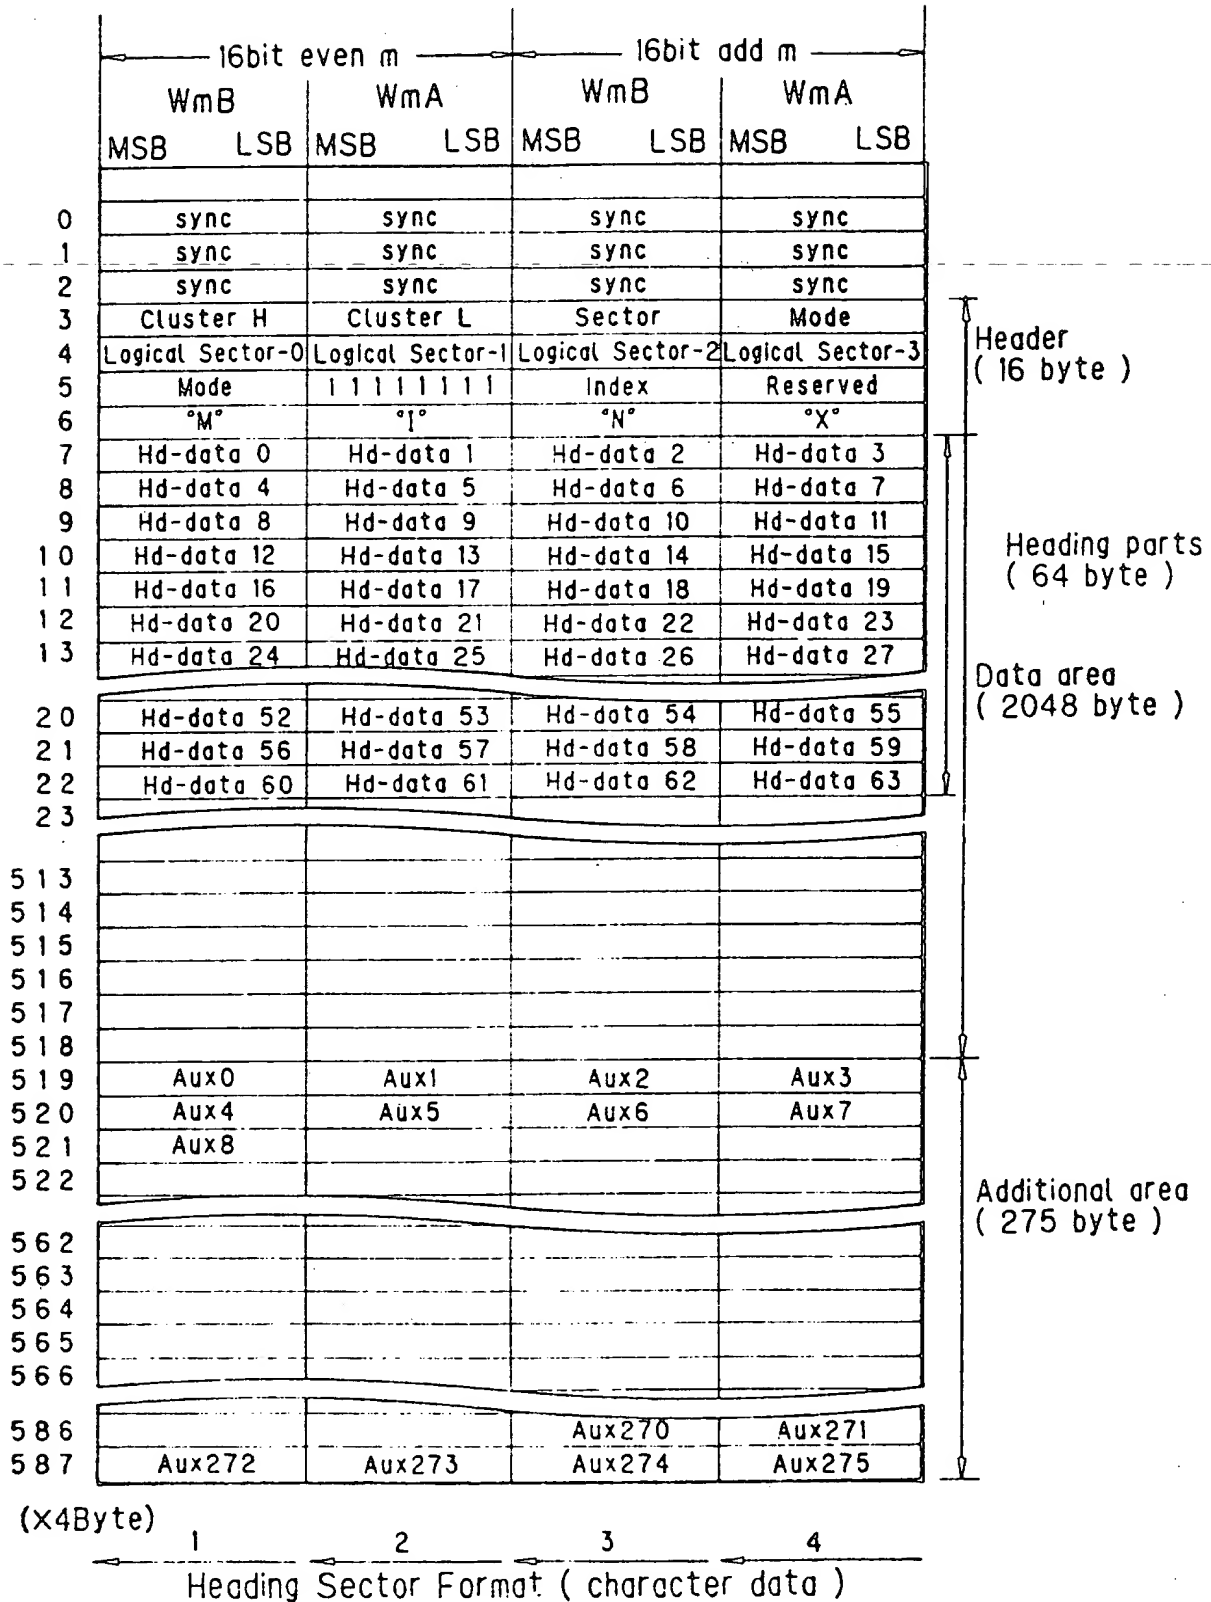 16bit even m 16bit add m
WmB WmA WmB WmA
MSB LSB MSB LSB MSB LSB MSB LSB
0 sync sync sync sync
1 sync sync sync sync
2 sync sync sync sync
3 Cluster H Cluster L Sector Mode
4 Logical Sector-0 Logical Sector-1 Logical Sector-2 Logical Sector-3
Header
( 16 byte )
5 Mode 1 1 1 1 1 1 1 1 Index Reserved
6 "M" "I" "N" "X"
7 Hd-data 0 Hd-data 1 Hd-data 2 Hd-data 3
8 Hd-data 4 Hd-data 5 Hd-data 6 Hd-data 7
9 Hd-data 8 Hd-data 9 Hd-data 10 Hd-data 11
10 Hd-data 12 Hd-data 13 Hd-data 14 Hd-data 15
Heading parts
( 64 byte )
11 Hd-data 16 Hd-data 17 Hd-data 18 Hd-data 19
12 Hd-data 20 Hd-data 21 Hd-data 22 Hd-data 23
13 Hd-data 24 Hd-data 25 Hd-data 26 Hd-data 27
Data area
( 2048 byte )
20 Hd-data 52 Hd-data 53 Hd-data 54 Hd-data 55
21 Hd-data 56 Hd-data 57 Hd-data 58 Hd-data 59
22 Hd-data 60 Hd-data 61 Hd-data 62 Hd-data 63
23
513
514
515
516
517
518
519 Aux0 Aux1 Aux2 Aux3
520 Aux4 Aux5 Aux6 Aux7
521 Aux8
522
Additional area
( 275 byte )
562
563
564
565
566
586 Aux270 Aux271
587 Aux272 Aux273 Aux274 Aux275
(X4Byte)
1 2 3 4
Heading Sector Format ( character data )